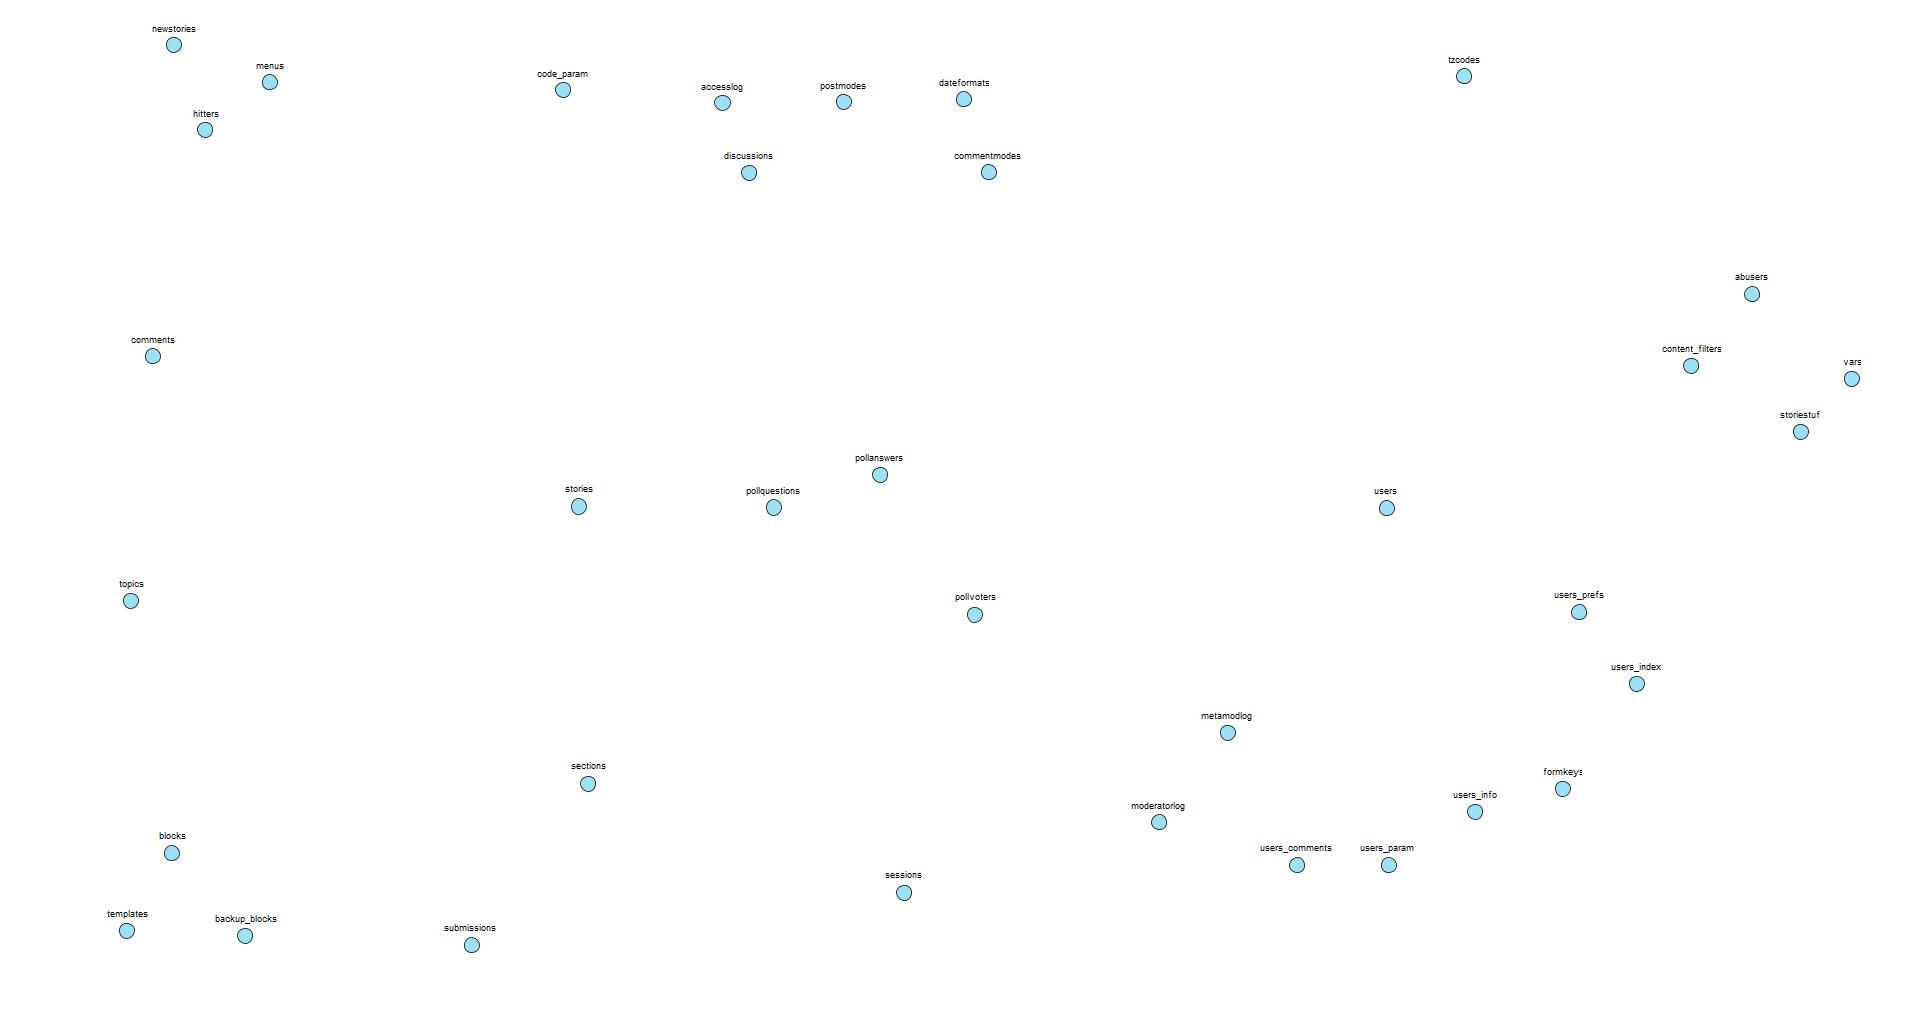 newstories
menus
tzcodes
code_param
dateformats
accesslog
postmodes
hitters
discussions
commentmodes
abusers
comments
content_filters
vars
storiestuf
pollanswers
stories
pollquestions
users
topics
users_prefs
pollvoters
users_index
metamodlog
sections
formkeys
users_info
moderatorlog
blocks
users_comments
users_param
sessions
templates
backup_blocks
submissions